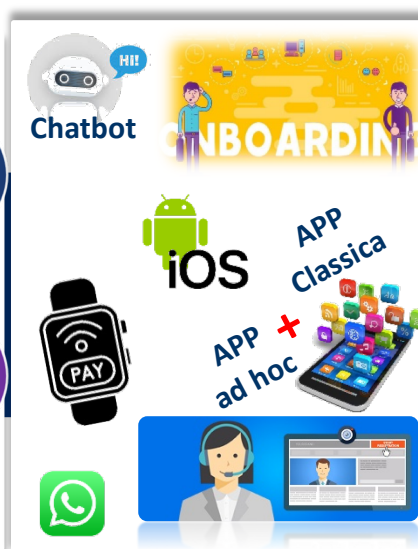 HI!
Chatbot
ONBOARDIN
iOS
APP
Classica
APP +
ad hoc
PAY